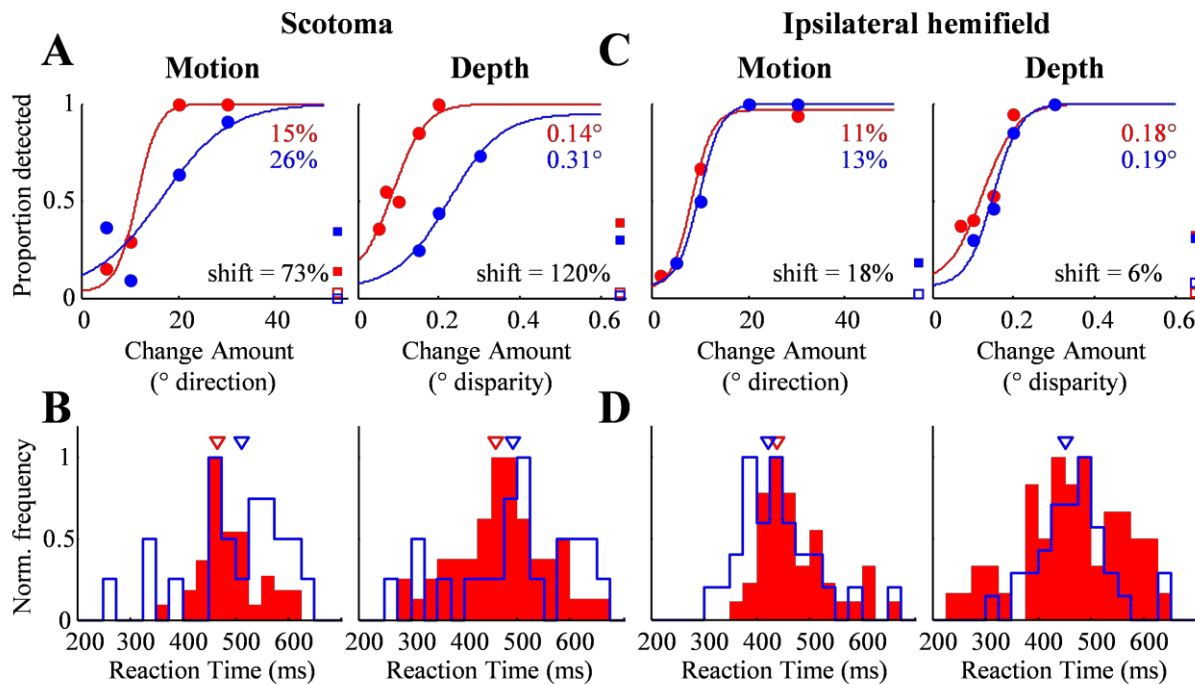 Scotoma
Ipsilateral hemifield
A
C
Motion
Depth
Motion
Depth
Proportion detected
1
0.5
0
15%
26%
shift = 73%
0.14°
0.31°
shift = 120%
11%
13%
shift = 18%
0.18°
0.19°
shift = 6%
0 20 40
0 0.2 0.4 0.6
0 20 40
0 0.2 0.4 0.6
Change Amount
(° direction)
Change Amount
(° disparity)
Change Amount
(° direction)
Change Amount
(° disparity)
B
D
Norm. frequency
1
0.5
0
200 300 400 500 600
200 300 400 500 600
200 300 400 500 600
200 300 400 500 600
Reaction Time (ms)
Reaction Time (ms)
Reaction Time (ms)
Reaction Time (ms)